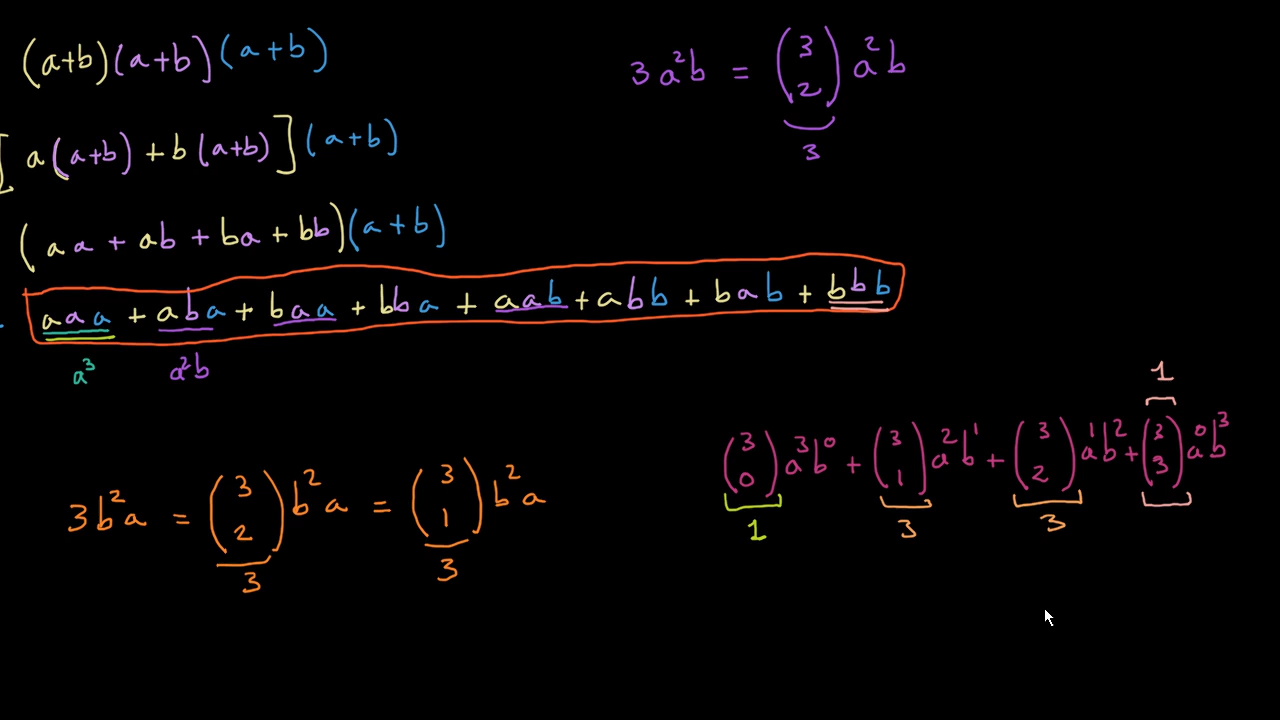 (a+b)(a+b](a+b)
3a²b = (3 2) a²b
3
[a(a+b) + b(a+b)](a+b)
(aa + ab + ba + bb)(a+b)
aaa + aba + baa + bba + aab + abb + bab + bbb
a³ a²b
1
(3 0) a³b⁰ + (3 1) a²b¹ + (3 2) a¹b² + (3 3) a⁰b³
1 3 3
3b²a = (3 2) b²a = (3 1) b²a
3 3